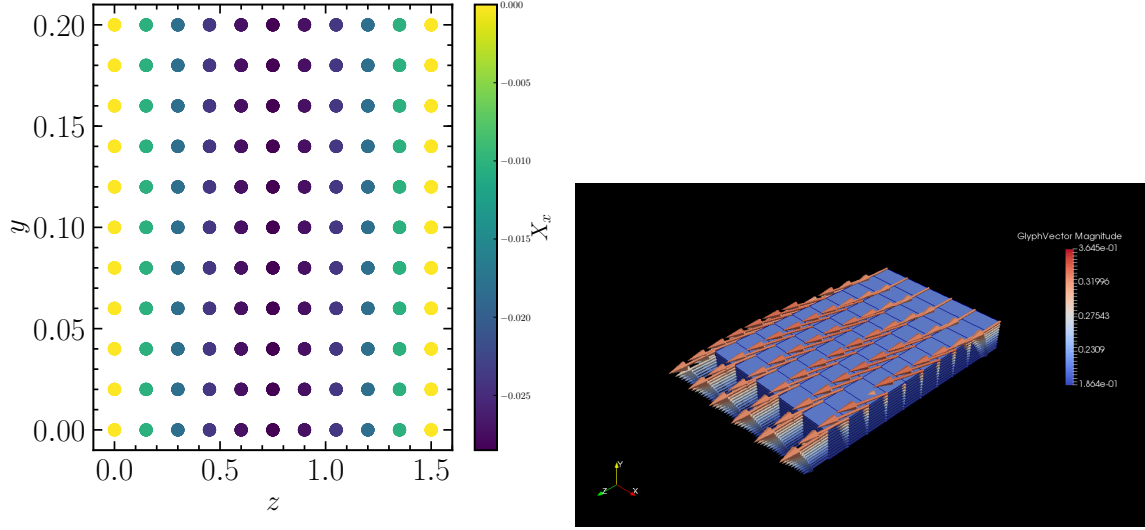 0.20
0.15
0.10
0.05
0.00
y
0.0 0.5 1.0 1.5
z
0.000
−0.005
−0.010
−0.015
−0.020
−0.025
X_x
GlyphVector Magnitude
3.645e-01
0.31996
0.27543
0.2309
1.864e-01
Y
Z
X